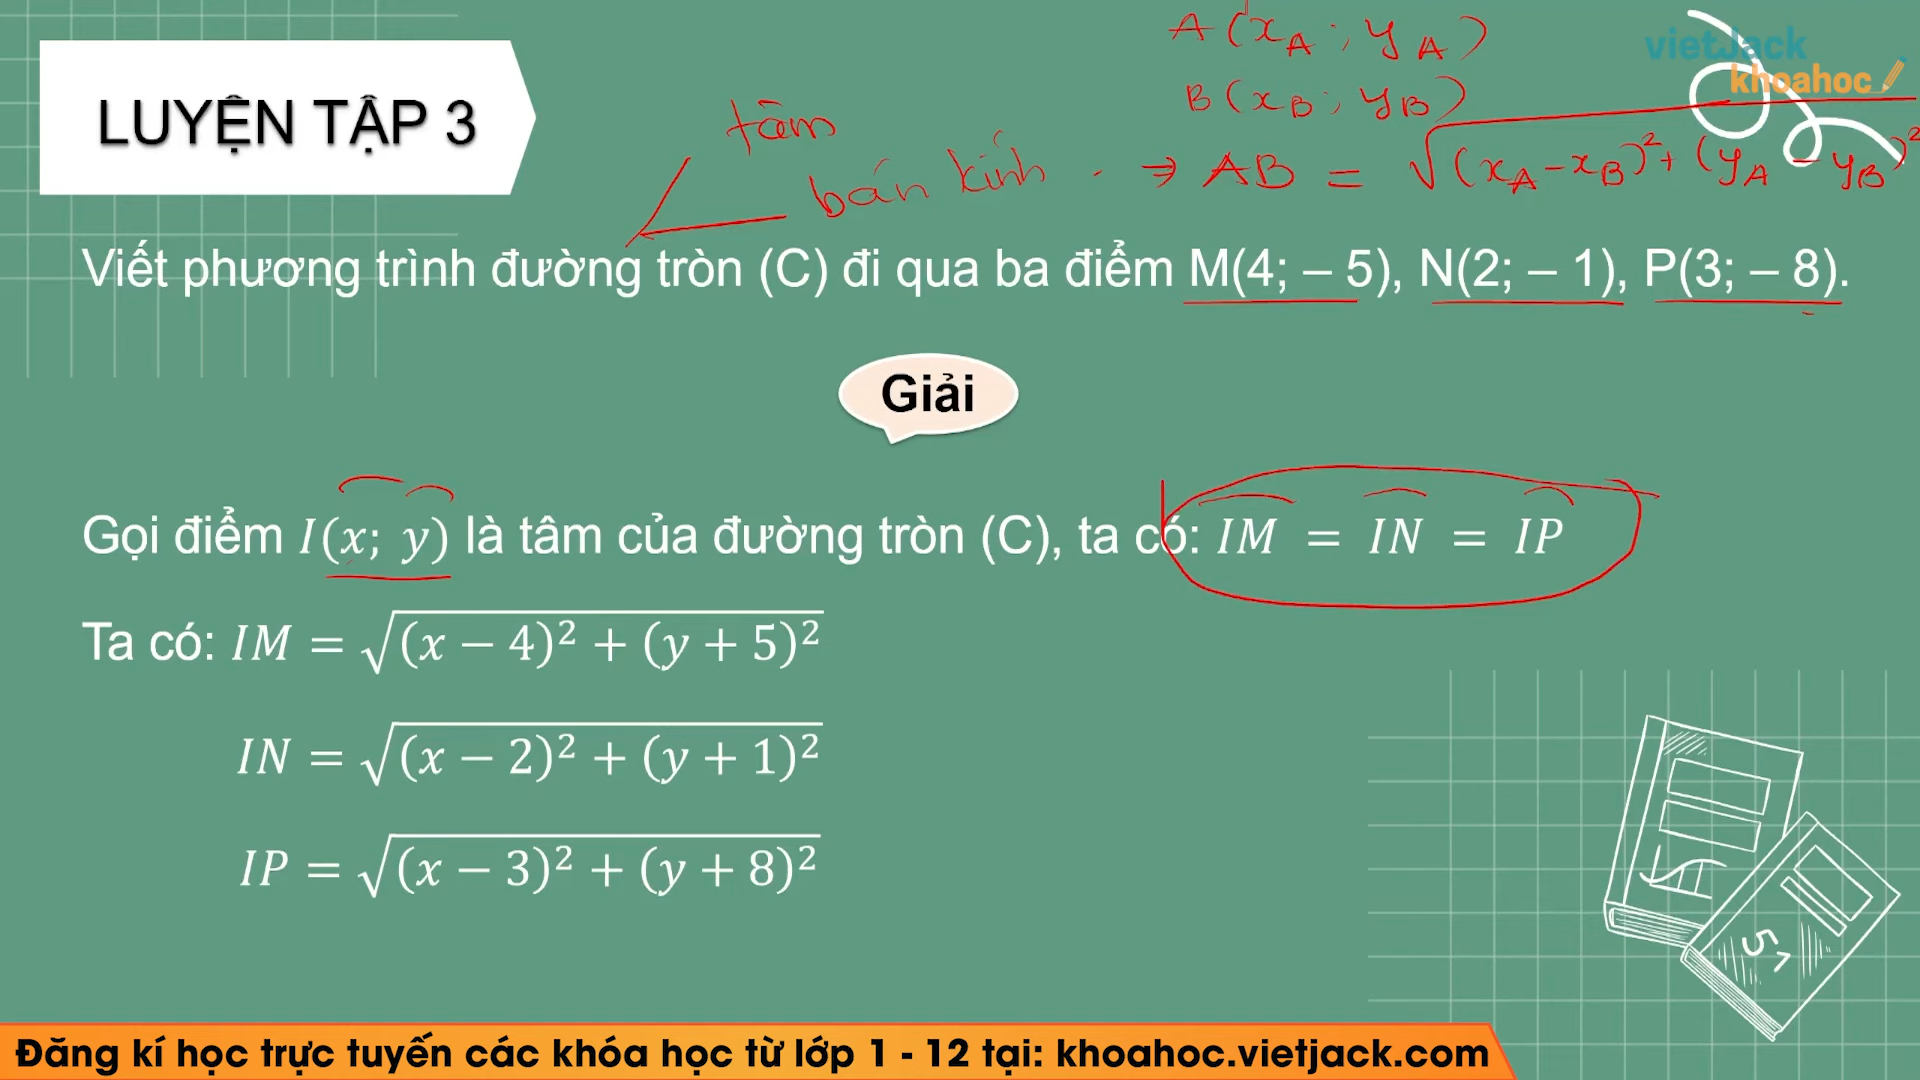 A(x_A; y_A)
vietJack
khoahoc
B(x_B; y_B)
LUYỆN TẬP 3
tâm
bán kính. ⇒ AB = √((x_A - x_B)² + (y_A - y_B)²)
Viết phương trình đường tròn (C) đi qua ba điểm M(4; – 5), N(2; – 1), P(3; – 8).
Giải
Gọi điểm I(x; y) là tâm của đường tròn (C), ta có: IM = IN = IP
Ta có: IM = √((x − 4)² + (y + 5)²)
IN = √((x − 2)² + (y + 1)²)
IP = √((x − 3)² + (y + 8)²)
Đăng kí học trực tuyến các khóa học từ lớp 1 - 12 tại: khoahoc.vietjack.com